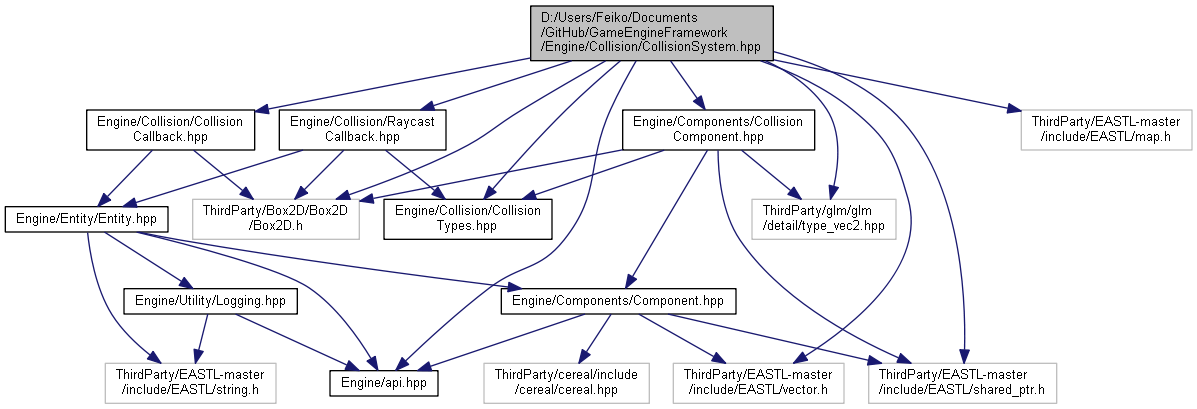 D:/Users/Feiko/Documents
/GitHub/GameEngineFramework
/Engine/Collision/CollisionSystem.hpp
Engine/Collision/Collision
Callback.hpp
Engine/Collision/Raycast
Callback.hpp
Engine/Components/Collision
Component.hpp
ThirdParty/EASTL-master
/include/EASTL/map.h
Engine/Entity/Entity.hpp
ThirdParty/Box2D/Box2D
/Box2D.h
Engine/Collision/Collision
Types.hpp
ThirdParty/glm/glm
/detail/type_vec2.hpp
Engine/Utility/Logging.hpp
Engine/Components/Component.hpp
ThirdParty/EASTL-master
/include/EASTL/string.h
Engine/api.hpp
ThirdParty/cereal/include
/cereal/cereal.hpp
ThirdParty/EASTL-master
/include/EASTL/vector.h
ThirdParty/EASTL-master
/include/EASTL/shared_ptr.h